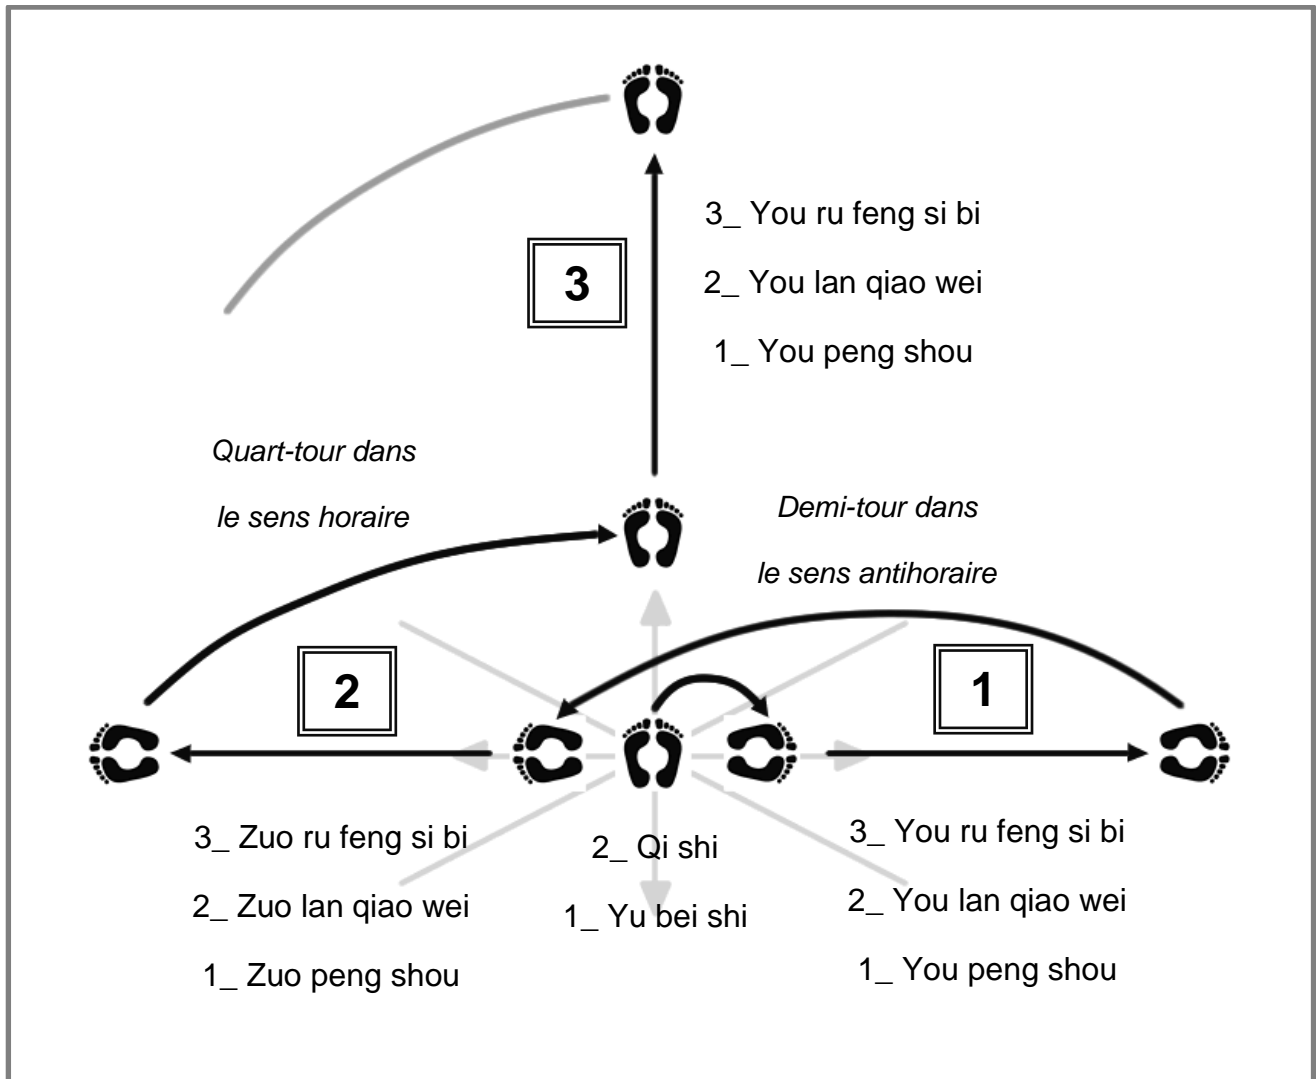 3_ You ru feng si bi
2_ You lan qiao wei
1_ You peng shou
3
Quart-tour dans
le sens horaire
Demi-tour dans
le sens antihoraire
2
1
3_ Zuo ru feng si bi
2_ Zuo lan qiao wei
1_ Zuo peng shou
2_ Qi shi
1_ Yu bei shi
3_ You ru feng si bi
2_ You lan qiao wei
1_ You peng shou